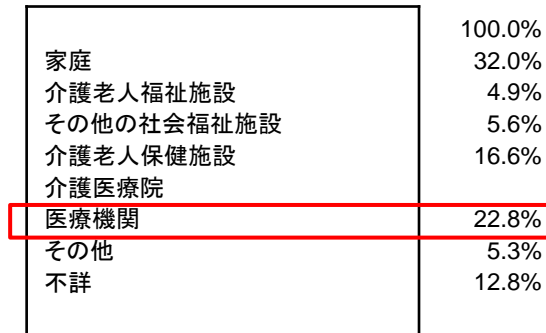 100.0%
家庭 32.0%
介護老人福祉施設 4.9%
その他の社会福祉施設 5.6%
介護老人保健施設 16.6%
介護医療院
医療機関 22.8%
その他 5.3%
不詳 12.8%